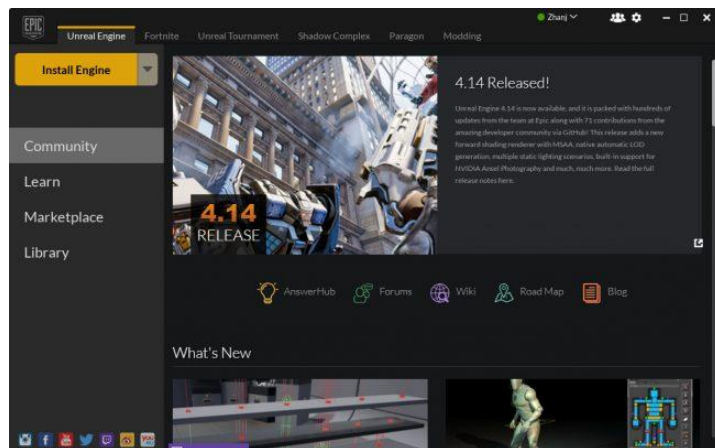 EPIC
Zhanj
Unreal Engine Fortnite Unreal Tournament Shadow Complex Paragon Modding
Install Engine
Community
Learn
Marketplace
Library
4.14
RELEASE
4.14 Released!
Unreal Engine 4.14 is now available, and it is packed with hundreds of
updates from the team at Epic along with 71 contributions from the
amazing developer community via GitHub! This release adds a new
forward shading renderer with MSAA, native automatic LOD
generation, multiple static lighting scenarios, built-in support for
NVIDIA Ansel Photography and much, much more. Read the full
release notes here.
AnswerHub Forums Wiki Road Map Blog
What's New